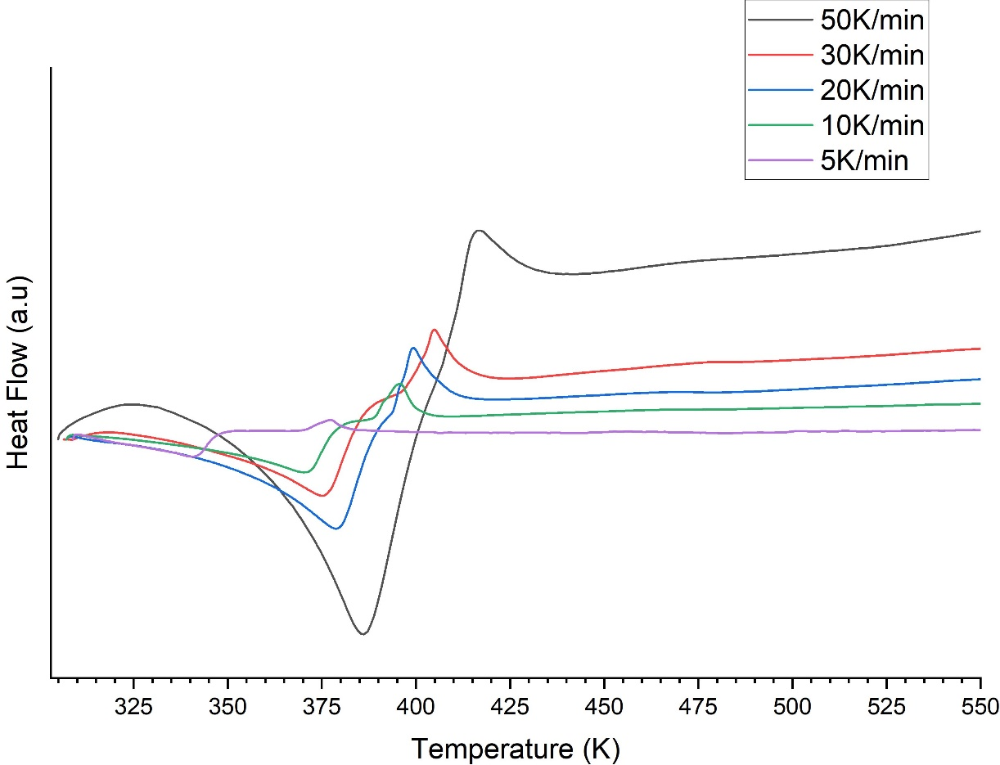 50K/min
30K/min
20K/min
10K/min
5K/min
Heat Flow (a.u)
325 350 375 400 425 450 475 500 525 550
Temperature (K)